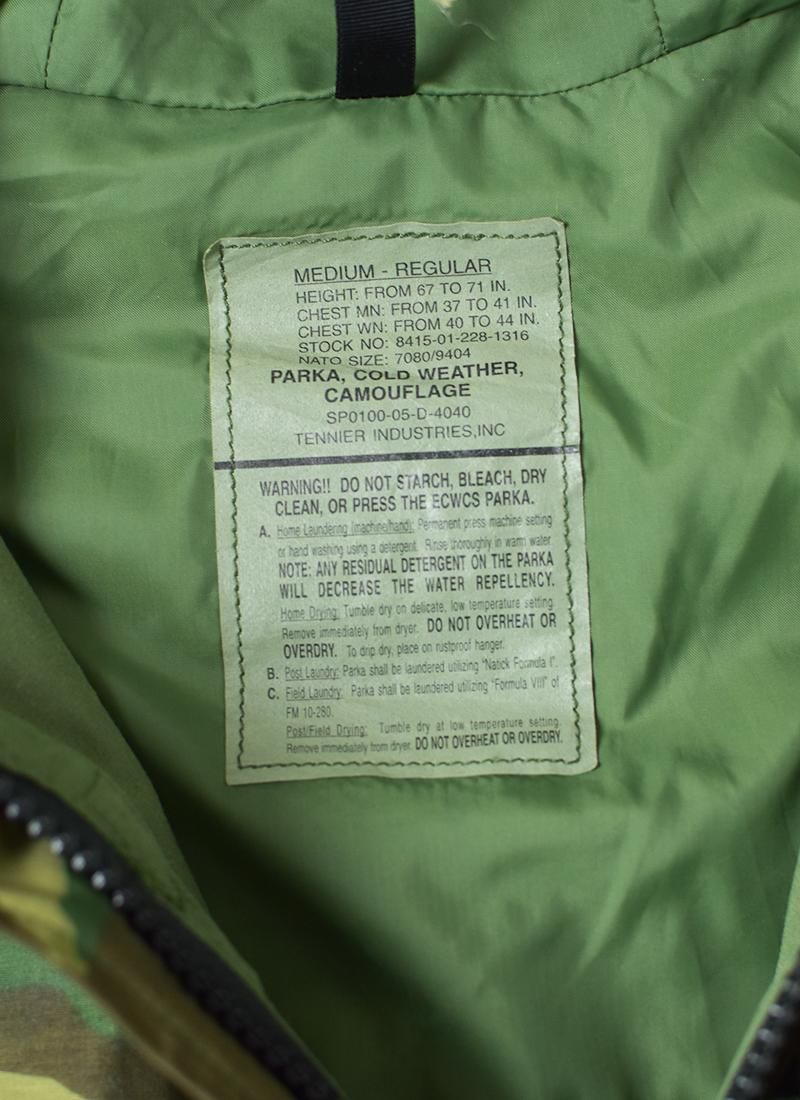 MEDIUM - REGULAR
HEIGHT: FROM 67 TO 71 IN.
CHEST MN: FROM 37 TO 41 IN.
CHEST WN: FROM 40 TO 44 IN.
STOCK NO: 8415-01-228-1316
NATO SIZE: 7080/9404
PARKA, COLD WEATHER,
CAMOUFLAGE
SP0100-05-D-4040
TENNIER INDUSTRIES,INC
WARNING!! DO NOT STARCH, BLEACH, DRY
CLEAN, OR PRESS THE ECWCS PARKA.
A. Home Laundering (machine/hand): Permanent press machine setting
or hand washing using a detergent. Rinse thoroughly in warm water
NOTE: ANY RESIDUAL DETERGENT ON THE PARKA
WILL DECREASE THE WATER REPELLENCY.
Home Drying: Tumble dry on delicate, low temperature setting.
Remove immediately from dryer. DO NOT OVERHEAT OR
OVERDRY. To drip dry, place on rustproof hanger.
B. Post Laundry: Parka shall be laundered utilizing "Natick Formula I".
C. Field Laundry: Parka shall be laundered utilizing "Formula VIII" of
FM 10-280.
Post/Field Drying: Tumble dry at low temperature setting.
Remove immediately from dryer. DO NOT OVERHEAT OR OVERDRY.